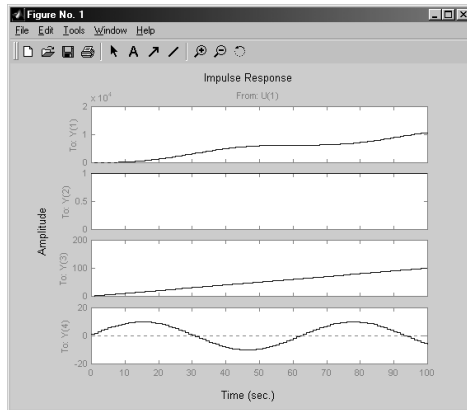 Figure No. 1
File Edit Tools Window Help
Impulse Response
From: U(1)
x 10⁴
2
1
0
To: Y(1)
1
0.5
0
To: Y(2)
200
100
0
To: Y(3)
20
0
-20
To: Y(4)
Amplitude
0 10 20 30 40 50 60 70 80 90 100
Time (sec.)